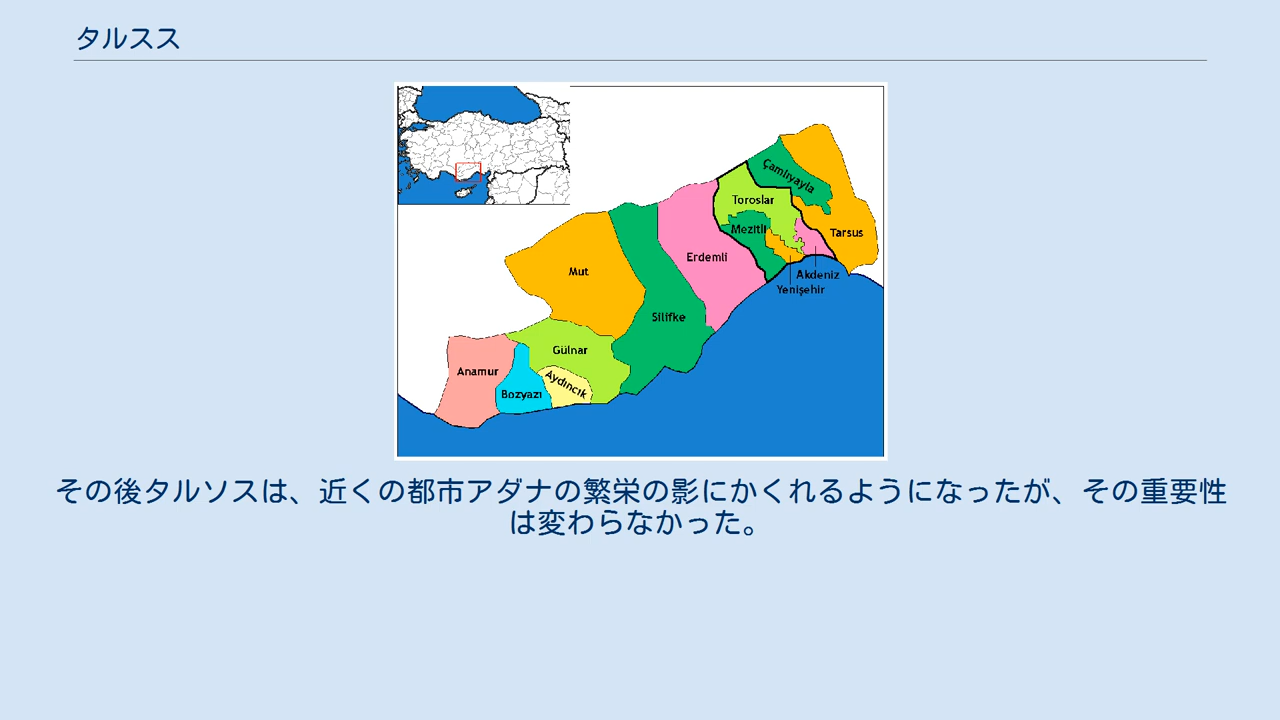 タルスス
Çamlıyayla
Toroslar
Tarsus
Mezitli
Erdemli
Mut
Akdeniz
Yenişehir
Silifke
Gülnar
Anamur
Aydıncık
Bozyazı
その後タルソスは、近くの都市アダナの繁栄の影にかくれるようになったが、その重要性
は変わらなかった。